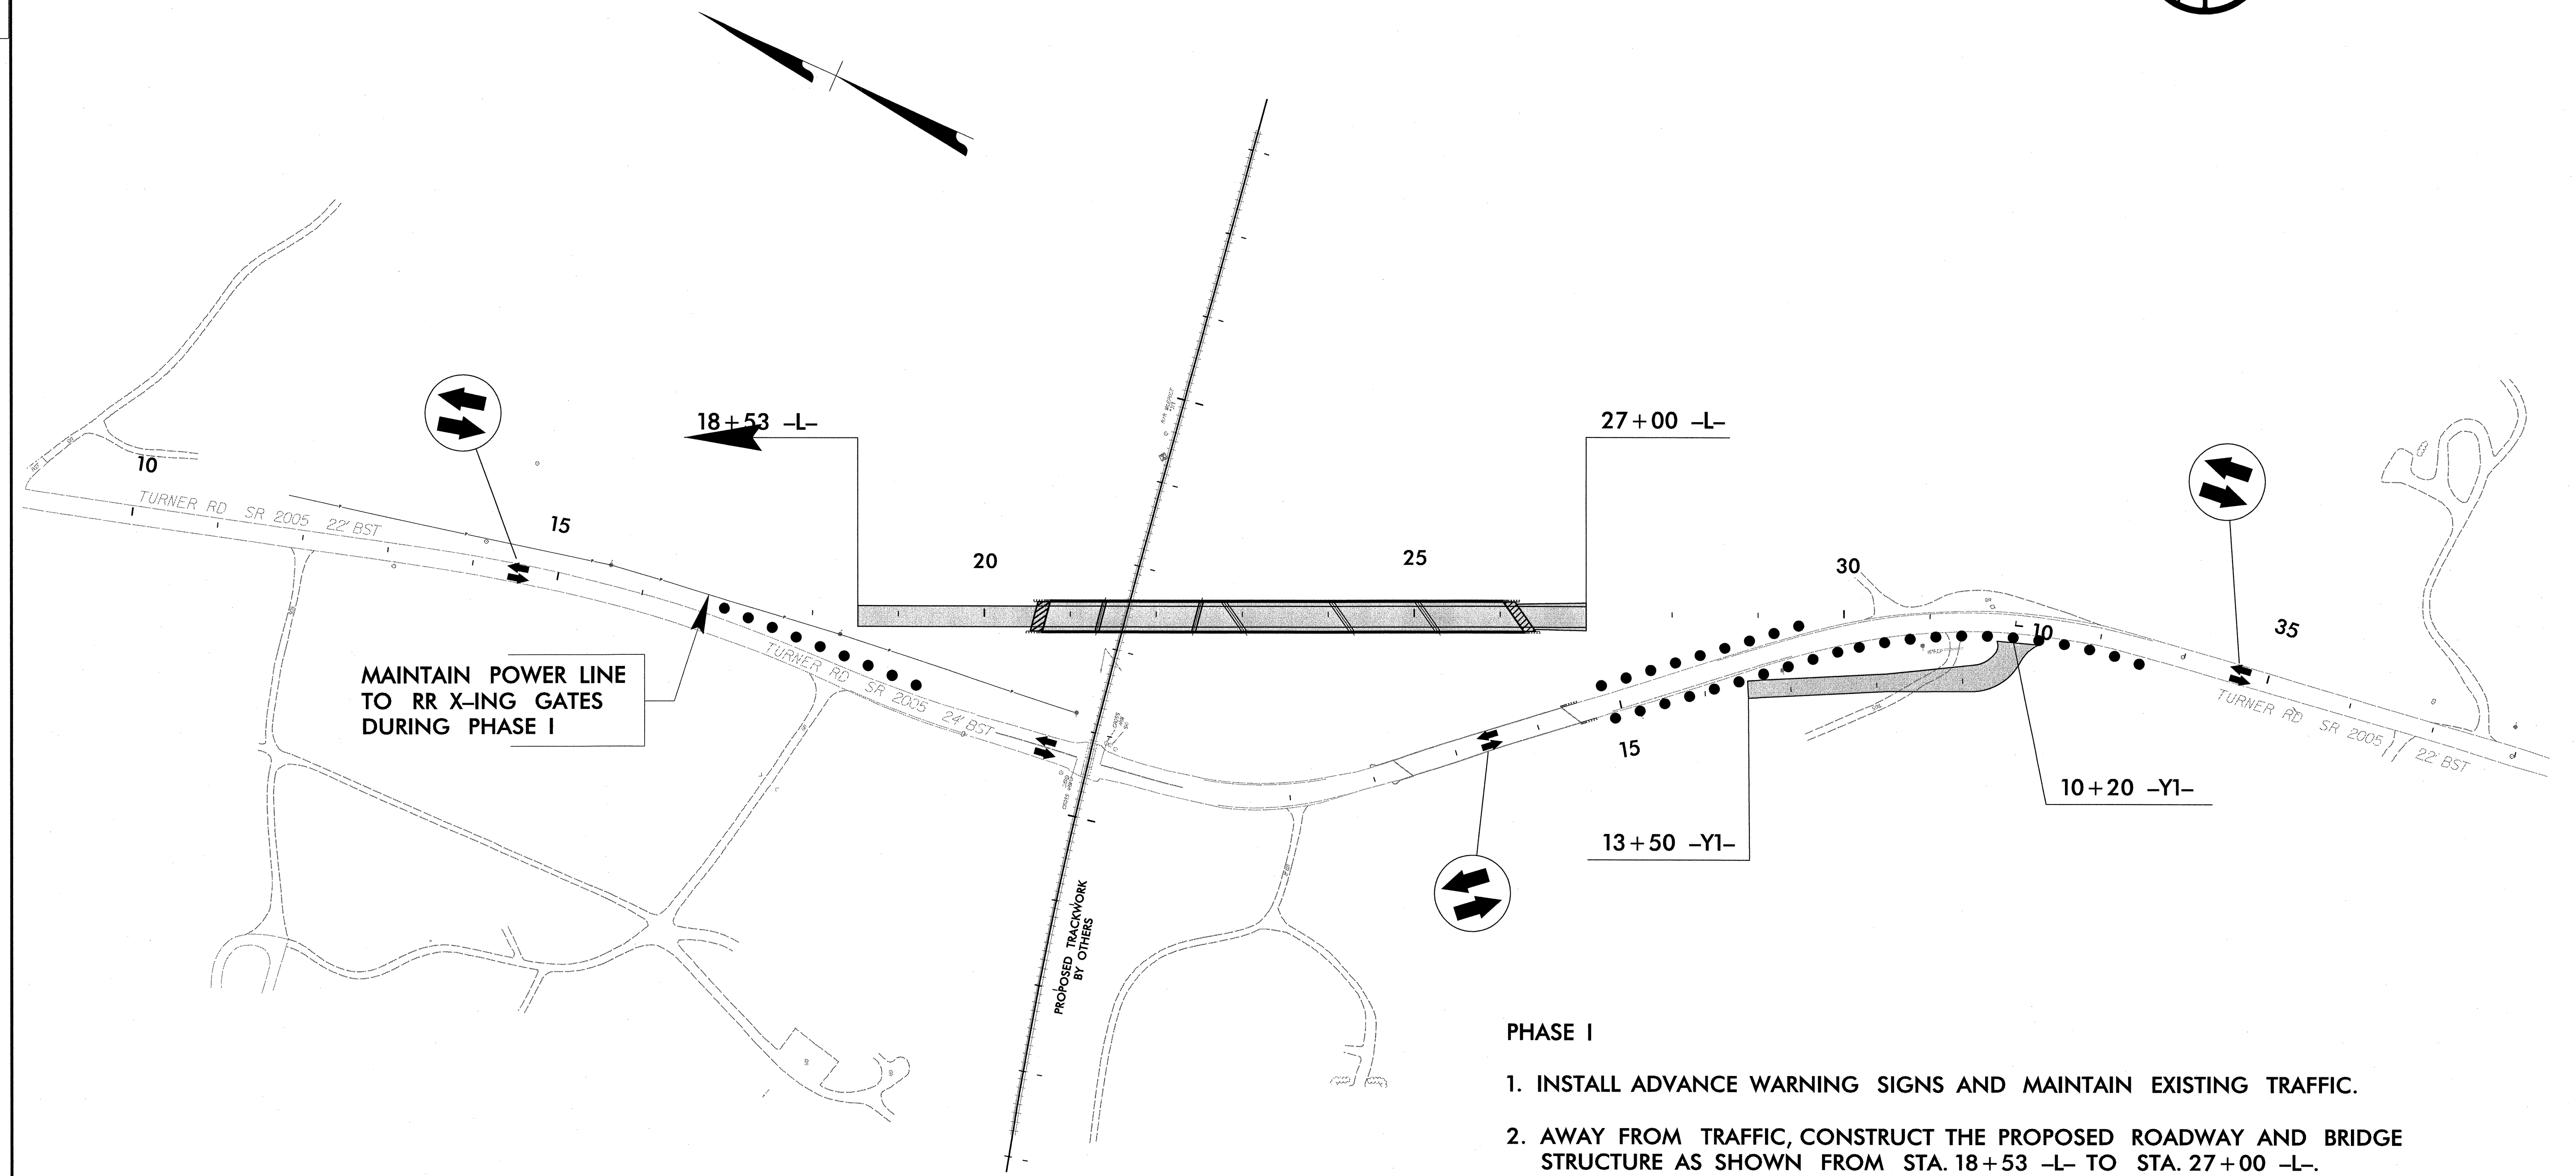 18+53 –L–
27+00 –L–
10
TURNER RD SR 2005 22' BST
15
20
25
30
10
35
MAINTAIN POWER LINE
TO RR X–ING GATES
DURING PHASE I
TURNER RD SR 2005 24' BST
15
TURNER RD SR 2005 22' BST
10+20 –Y1–
13+50 –Y1–
PROPOSED TRACKWORK
BY OTHERS
PHASE I
1. INSTALL ADVANCE WARNING SIGNS AND MAINTAIN EXISTING TRAFFIC.
2. AWAY FROM TRAFFIC, CONSTRUCT THE PROPOSED ROADWAY AND BRIDGE
STRUCTURE AS SHOWN FROM STA. 18+53 –L– TO STA. 27+00 –L–.